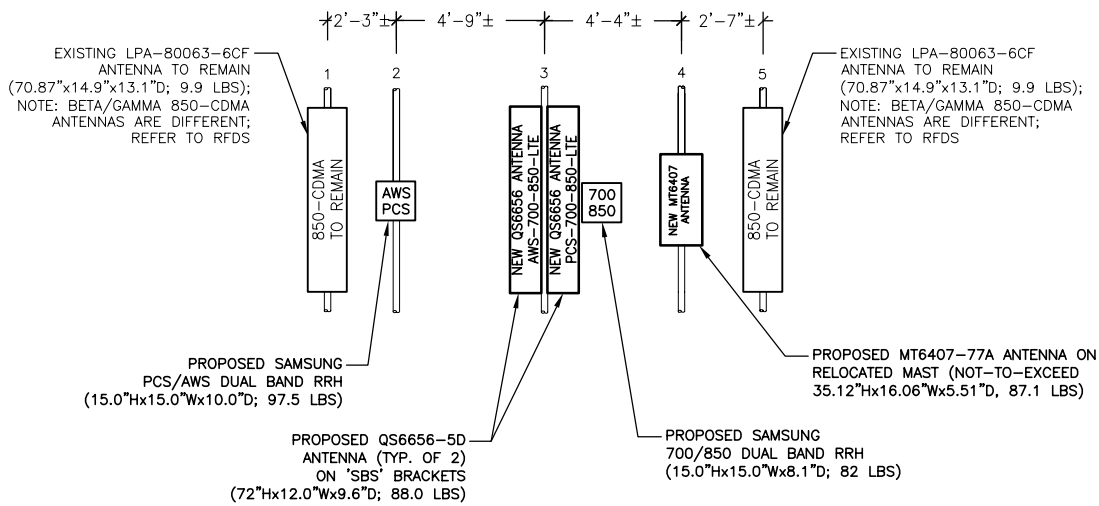 2'-3"± 4'-9"± 4'-4"± 2'-7"±
EXISTING LPA-80063-6CF
ANTENNA TO REMAIN
(70.87"x14.9"x13.1"D; 9.9 LBS);
NOTE: BETA/GAMMA 850-CDMA
ANTENNAS ARE DIFFERENT;
REFER TO RFDS
1 2 3 4 5
EXISTING LPA-80063-6CF
ANTENNA TO REMAIN
(70.87"x14.9"x13.1"D; 9.9 LBS);
NOTE: BETA/GAMMA 850-CDMA
ANTENNAS ARE DIFFERENT;
REFER TO RFDS
850-CDMA
TO REMAIN
AWS
PCS
NEW QS6656 ANTENNA
AWS-700-850-LTE
NEW QS6656 ANTENNA
PCS-700-850-LTE
700
850
NEW MT6407
ANTENNA
850-CDMA
TO REMAIN
PROPOSED SAMSUNG
PCS/AWS DUAL BAND RRH
(15.0"Hx15.0"Wx10.0"D; 97.5 LBS)
PROPOSED MT6407-77A ANTENNA ON
RELOCATED MAST (NOT-TO-EXCEED
35.12"Hx16.06"Wx5.51"D, 87.1 LBS)
PROPOSED QS6656-5D
ANTENNA (TYP. OF 2)
ON 'SBS' BRACKETS
(72"Hx12.0"Wx9.6"D; 88.0 LBS)
PROPOSED SAMSUNG
700/850 DUAL BAND RRH
(15.0"Hx15.0"Wx8.1"D; 82 LBS)